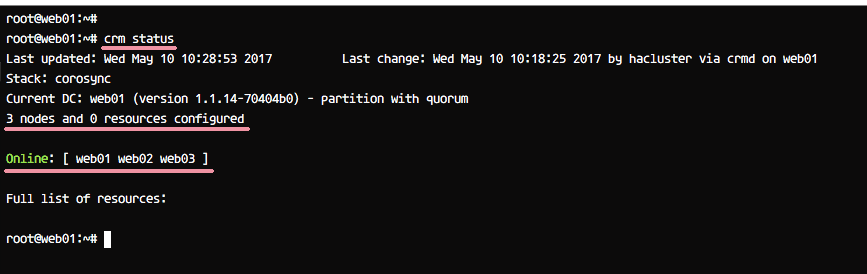 root@web01:~#
root@web01:~# crm status
Last updated: Wed May 10 10:28:53 2017          Last change: Wed May 10 10:18:25 2017 by hacluster via crmd on web01
Stack: corosync
Current DC: web01 (version 1.1.14-70404b0) - partition with quorum
3 nodes and 0 resources configured
Online: [ web01 web02 web03 ]
Full list of resources:
root@web01:~#